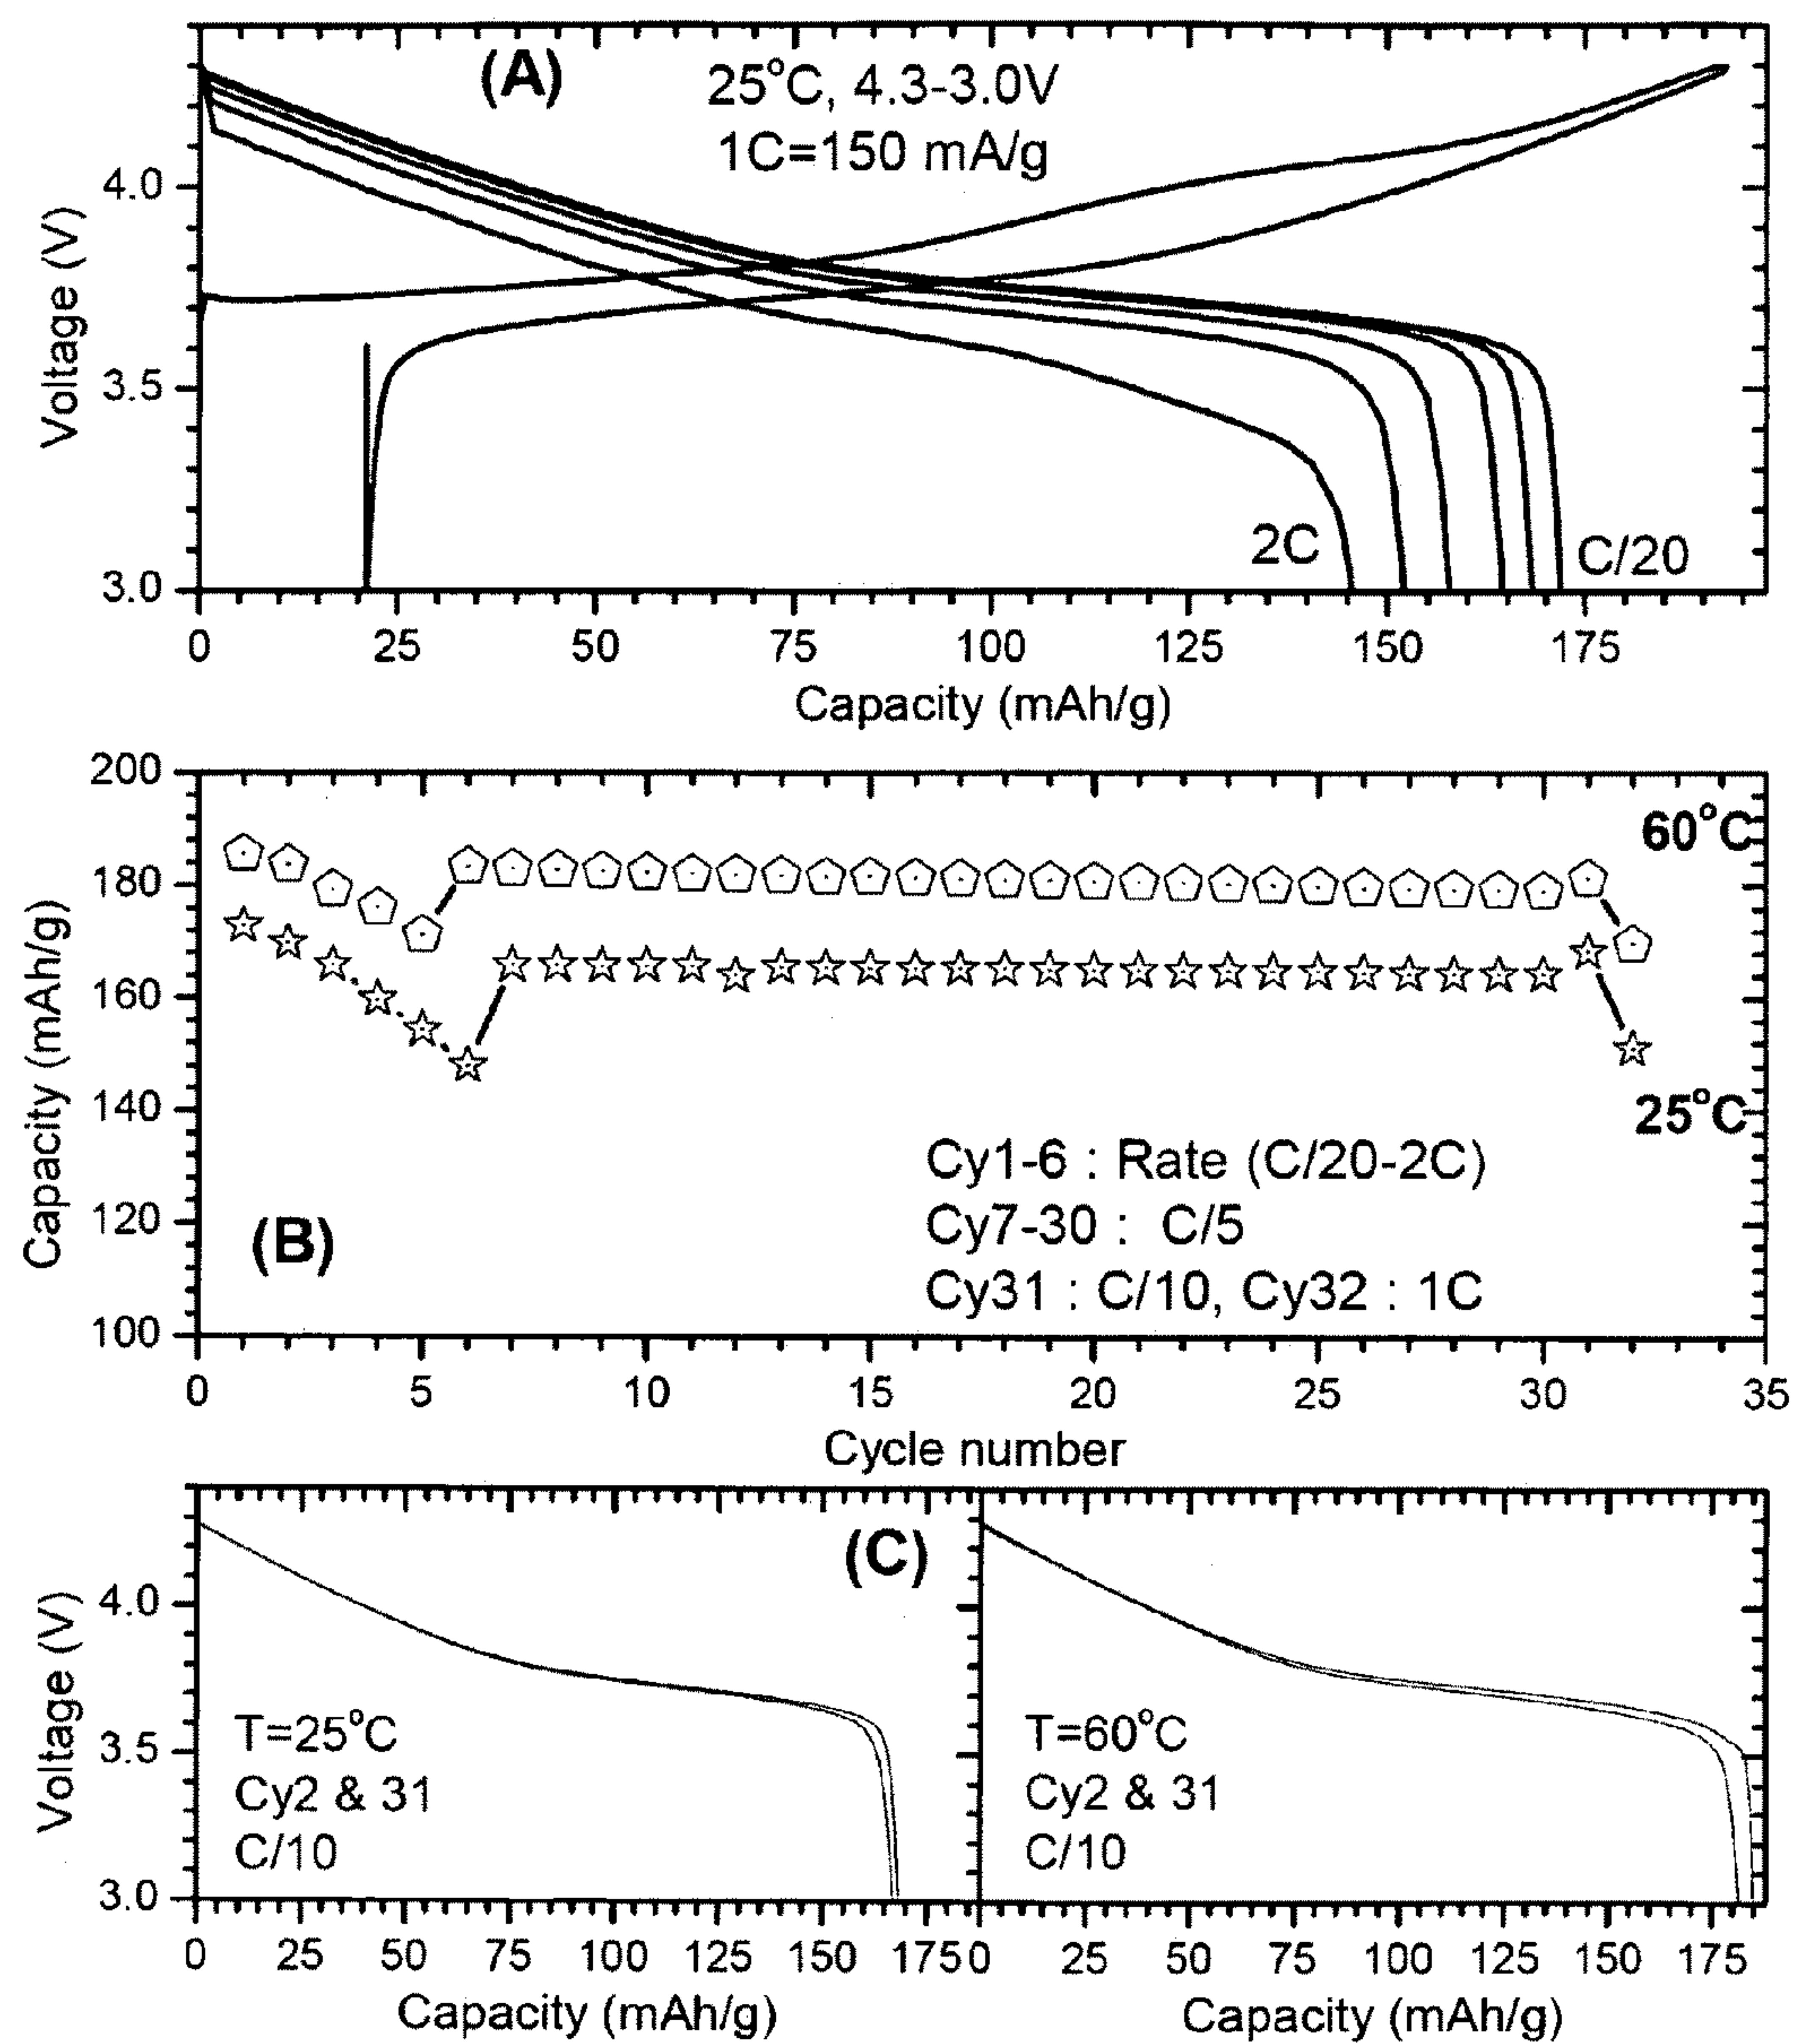 (A)
25°C, 4.3-3.0V
1C=150 mA/g
4.0
3.5
3.0
Voltage (V)
2C
C/20
0 25 50 75 100 125 150 175
Capacity (mAh/g)
200
180
160
140
120
100
Capacity (mAh/g)
60°C
25°C
(B)
Cy1-6 : Rate (C/20-2C)
Cy7-30 : C/5
Cy31 : C/10, Cy32 : 1C
0 5 10 15 20 25 30 35
Cycle number
(C)
4.0
3.5
3.0
Voltage (V)
T=25°C
Cy2 & 31
C/10
T=60°C
Cy2 & 31
C/10
0 25 50 75 100 125 150 175 0 25 50 75 100 125 150 175
Capacity (mAh/g)
Capacity (mAh/g)